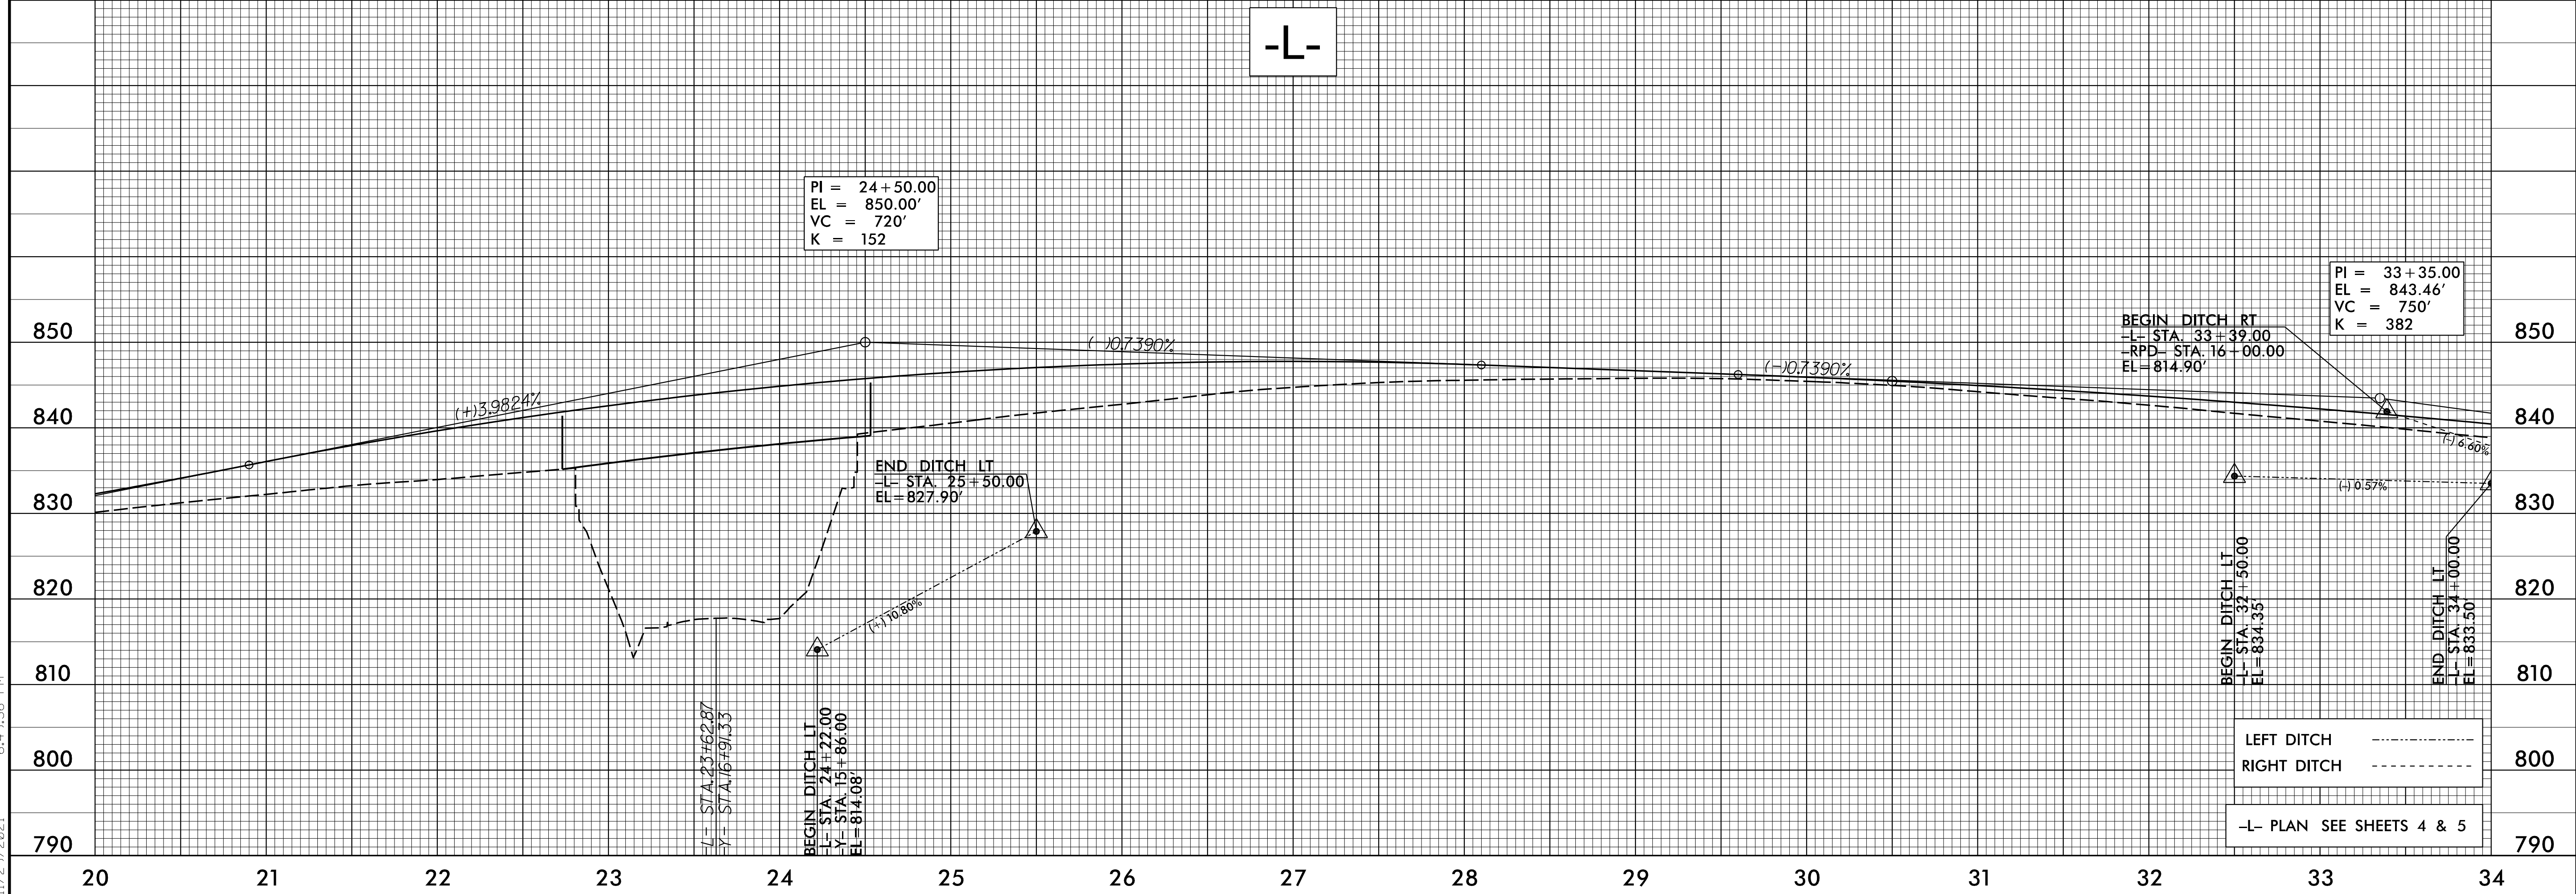 -L-
PI = 24+50.00
EL = 850.00'
VC = 720'
K = 152
PI = 33+35.00
EL = 843.46'
VC = 750'
K = 382
BEGIN DITCH RT
-L- STA. 33+39.00
-RPD- STA. 16+00.00
EL=814.90'
850
850
(+)3.9824%
(-)0.7390%
(-)0.7390%
(-) 6.60%
840
840
END DITCH LT
-L- STA. 25+50.00
EL=827.90'
(-) 0.57%
830
830
(+) 10.80%
820
820
810
810
800
800
790
790
-L- STA.23+62.87
-Y- STA.16+91.33
BEGIN DITCH LT
-L- STA. 24+22.00
-Y- STA. 15+86.00
EL=814.08'
BEGIN DITCH LT
-L- STA. 32+50.00
EL=834.35'
END DITCH LT
-L- STA. 34+00.00
EL=833.50'
LEFT DITCH
RIGHT DITCH
-L- PLAN SEE SHEETS 4 & 5
20 21 22 23 24 25 26 27 28 29 30 31 32 33 34